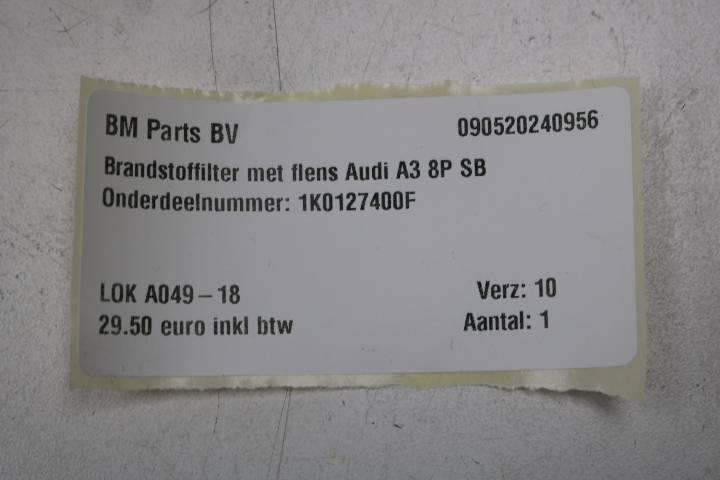 BM Parts BV 090520240956
Brandstoffilter met flens Audi A3 8P SB
Onderdeelnummer: 1K0127400F
LOK A049-18 Verz: 10
29.50 euro inkl btw Aantal: 1